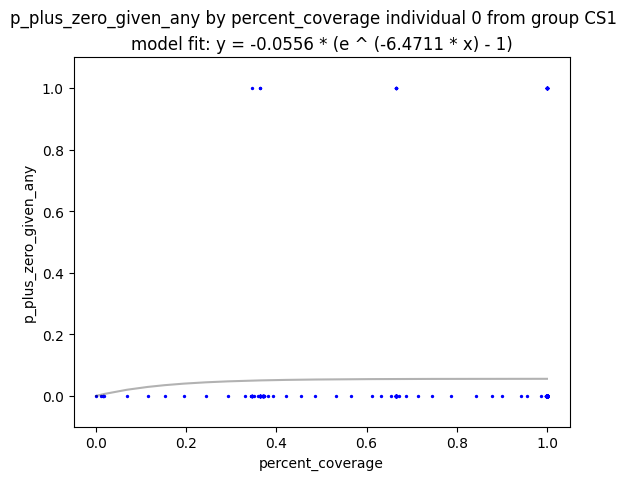 p_plus_zero_given_any by percent_coverage individual 0 from group CS1
model fit: y = -0.0556 * (e ^ (-6.4711 * x) - 1)
1.0
0.8
0.6
0.4
0.2
0.0
p_plus_zero_given_any
0.0 0.2 0.4 0.6 0.8 1.0
percent_coverage